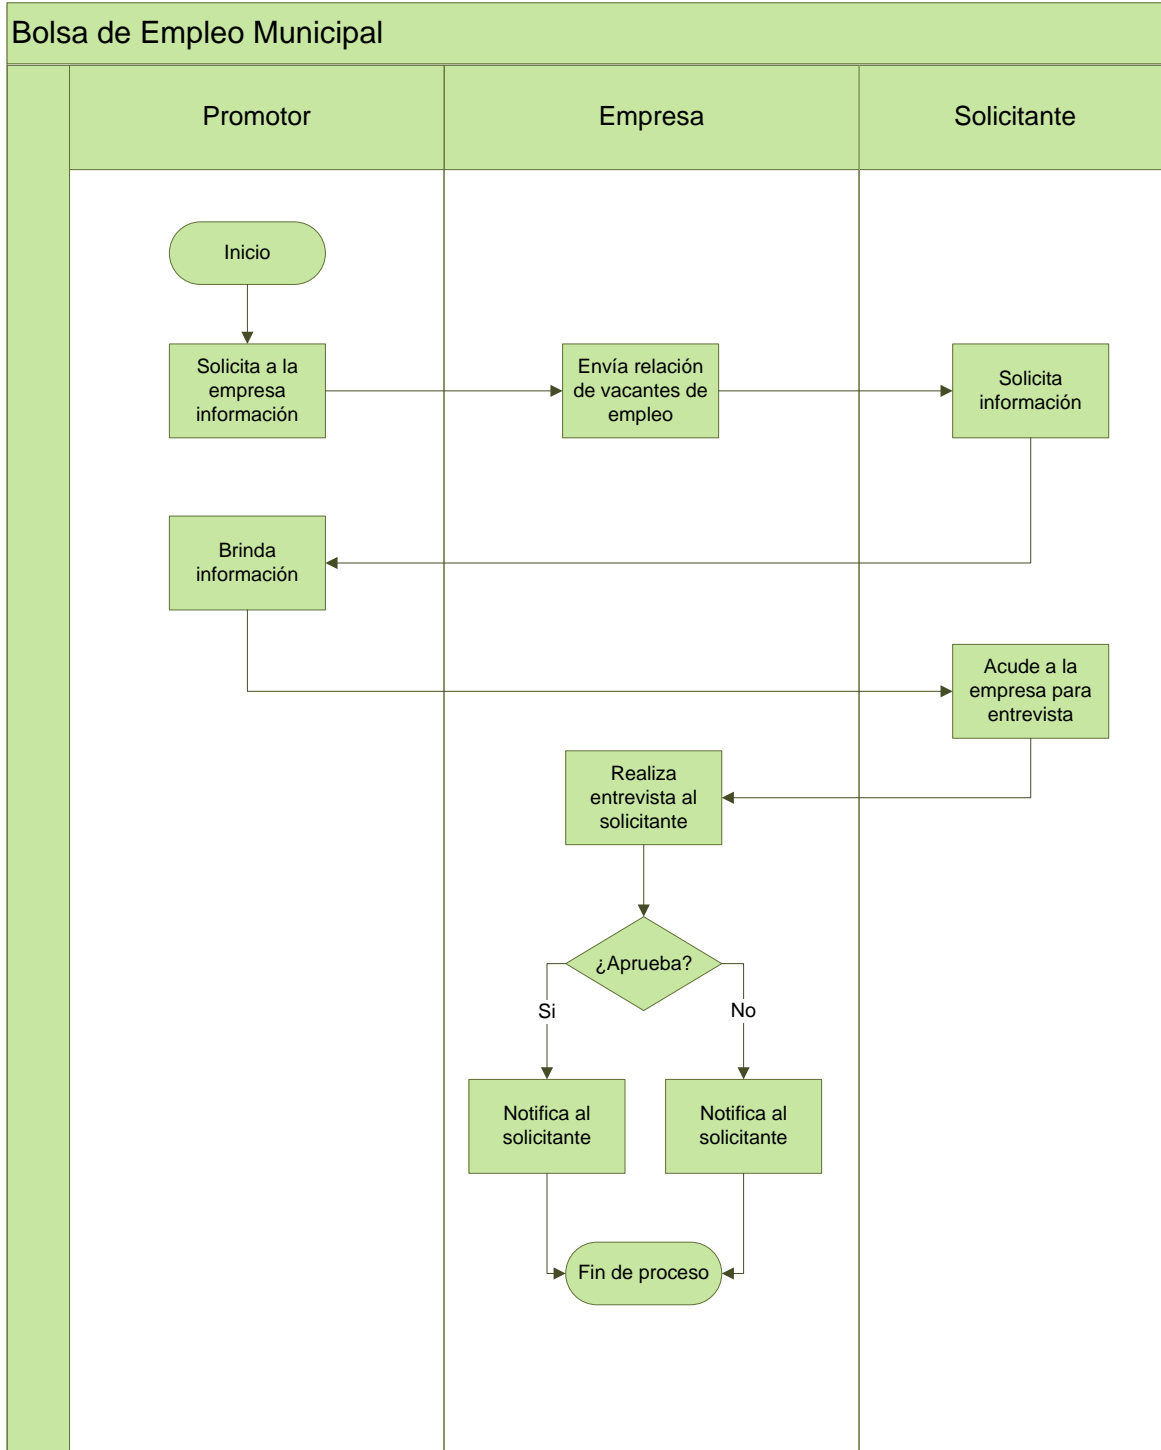 Bolsa de Empleo Municipal
Promotor
Empresa
Solicitante
Inicio
Solicita a la
empresa
información
Envía relación
de vacantes de
empleo
Solicita
información
Brinda
información
Acude a la
empresa para
entrevista
Realiza
entrevista al
solicitante
¿Aprueba?
Si
No
Notifica al
solicitante
Notifica al
solicitante
Fin de proceso